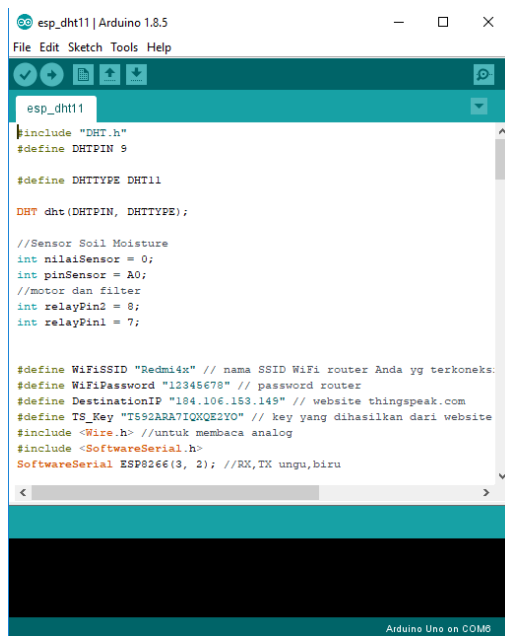 esp_dht11 | Arduino 1.8.5
File Edit Sketch Tools Help
esp_dht11
#include "DHT.h"
#define DHTPIN 9
#define DHTTYPE DHT11
DHT dht(DHTPIN, DHTTYPE);
//Sensor Soil Moisture
int nilaiSensor = 0;
int pinSensor = A0;
//motor dan filter
int relayPin2 = 8;
int relayPin1 = 7;
#define WiFiSSID "Redmi4x" // nama SSID WiFi router Anda yg terkoneks
#define WiFiPassword "12345678" // password router
#define DestinationIP "184.106.153.149" // website thingspeak.com
#define TS_Key "T592ARA7IQXQE2YO" // key yang dihasilkan dari website
#include <Wire.h> //untuk membaca analog
#include <SoftwareSerial.h>
SoftwareSerial ESP8266(3, 2); //RX,TX ungu,biru
Arduino Uno on COM6